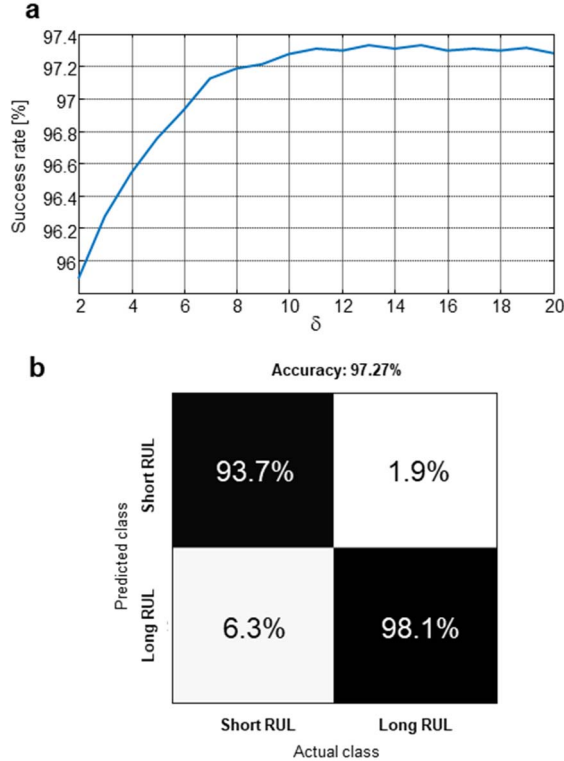 a
97.4
97.2
97
96.8
96.6
96.4
96.2
96
Success rate [%]
2 4 6 8 10 12 14 16 18 20
δ
b
Accuracy: 97.27%
Predicted class
Short RUL
93.7% 1.9%
Long RUL
6.3% 98.1%
Short RUL Long RUL
Actual class